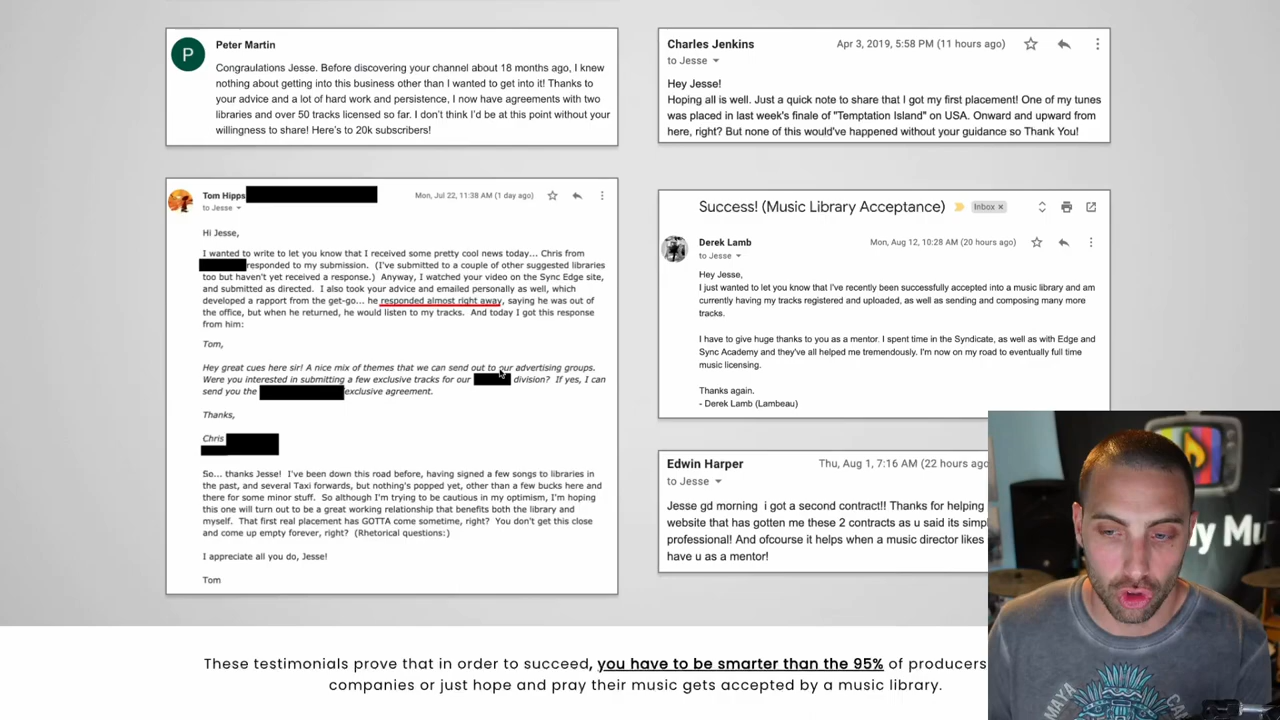 P
Peter Martin
Congraulations Jesse. Before discovering your channel about 18 months ago, I knew
nothing about getting into this business other than I wanted to get into it! Thanks to
your advice and a lot of hard work and persistence, I now have agreements with two
libraries and over 50 tracks licensed so far. I don't think I'd be at this point without your
willingness to share! Here's to 20k subscribers!
Charles Jenkins
Apr 3, 2019, 5:58 PM (11 hours ago)
to Jesse
Hey Jesse!
Hoping all is well. Just a quick note to share that I got my first placement! One of my tunes
was placed in last week's finale of "Temptation Island" on USA. Onward and upward from
here, right? But none of this would've happened without your guidance so Thank You!
Tom Hipps
Mon, Jul 22, 11:38 AM (1 day ago)
to Jesse
Hi Jesse,
I wanted to write to let you know that I received some pretty cool news today... Chris from
responded to my submission. (I've submitted to a couple of other suggested libraries
too but haven't yet received a response.) Anyway, I watched your video on the Sync Edge site,
and submitted as directed. I also took your advice and emailed personally as well, which
developed a rapport from the get-go... he responded almost right away, saying he was out of
the office, but when he returned, he would listen to my tracks. And today I got this response
from him:
Tom,
Hey great cues here sir! A nice mix of themes that we can send out to our advertising groups.
Were you interested in submitting a few exclusive tracks for our division? If yes, I can
send you the exclusive agreement.
Thanks,
Chris
So... thanks Jesse! I've been down this road before, having signed a few songs to libraries in
the past, and several Taxi forwards, but nothing's popped yet, other than a few bucks here and
there for some minor stuff. So although I'm trying to be cautious in my optimism, I'm hoping
this one will turn out to be a great working relationship that benefits both the library and
myself. That first real placement has GOTTA come sometime, right? You don't get this close
and come up empty forever, right? (Rhetorical questions:)
I appreciate all you do, Jesse!
Tom
Success! (Music Library Acceptance)
Inbox x
Derek Lamb
Mon, Aug 12, 10:28 AM (20 hours ago)
to Jesse
Hey Jesse,
I just wanted to let you know that I've recently been successfully accepted into a music library and am
currently having my tracks registered and uploaded, as well as sending and composing many more
tracks.
I have to give huge thanks to you as a mentor. I spent time in the Syndicate, as well as with Edge and
Sync Academy and they've all helped me tremendously. I'm now on my road to eventually full time
music licensing.
Thanks again.
- Derek Lamb (Lambeau)
Edwin Harper
Thu, Aug 1, 7:16 AM (22 hours ago
to Jesse
Jesse gd morning i got a second contract!! Thanks for helping
website that has gotten me these 2 contracts as u said its simp
professional! And ofcourse it helps when a music director likes
have u as a mentor!
y Mu
These testimonials prove that in order to succeed, you have to be smarter than the 95% of producers
companies or just hope and pray their music gets accepted by a music library.